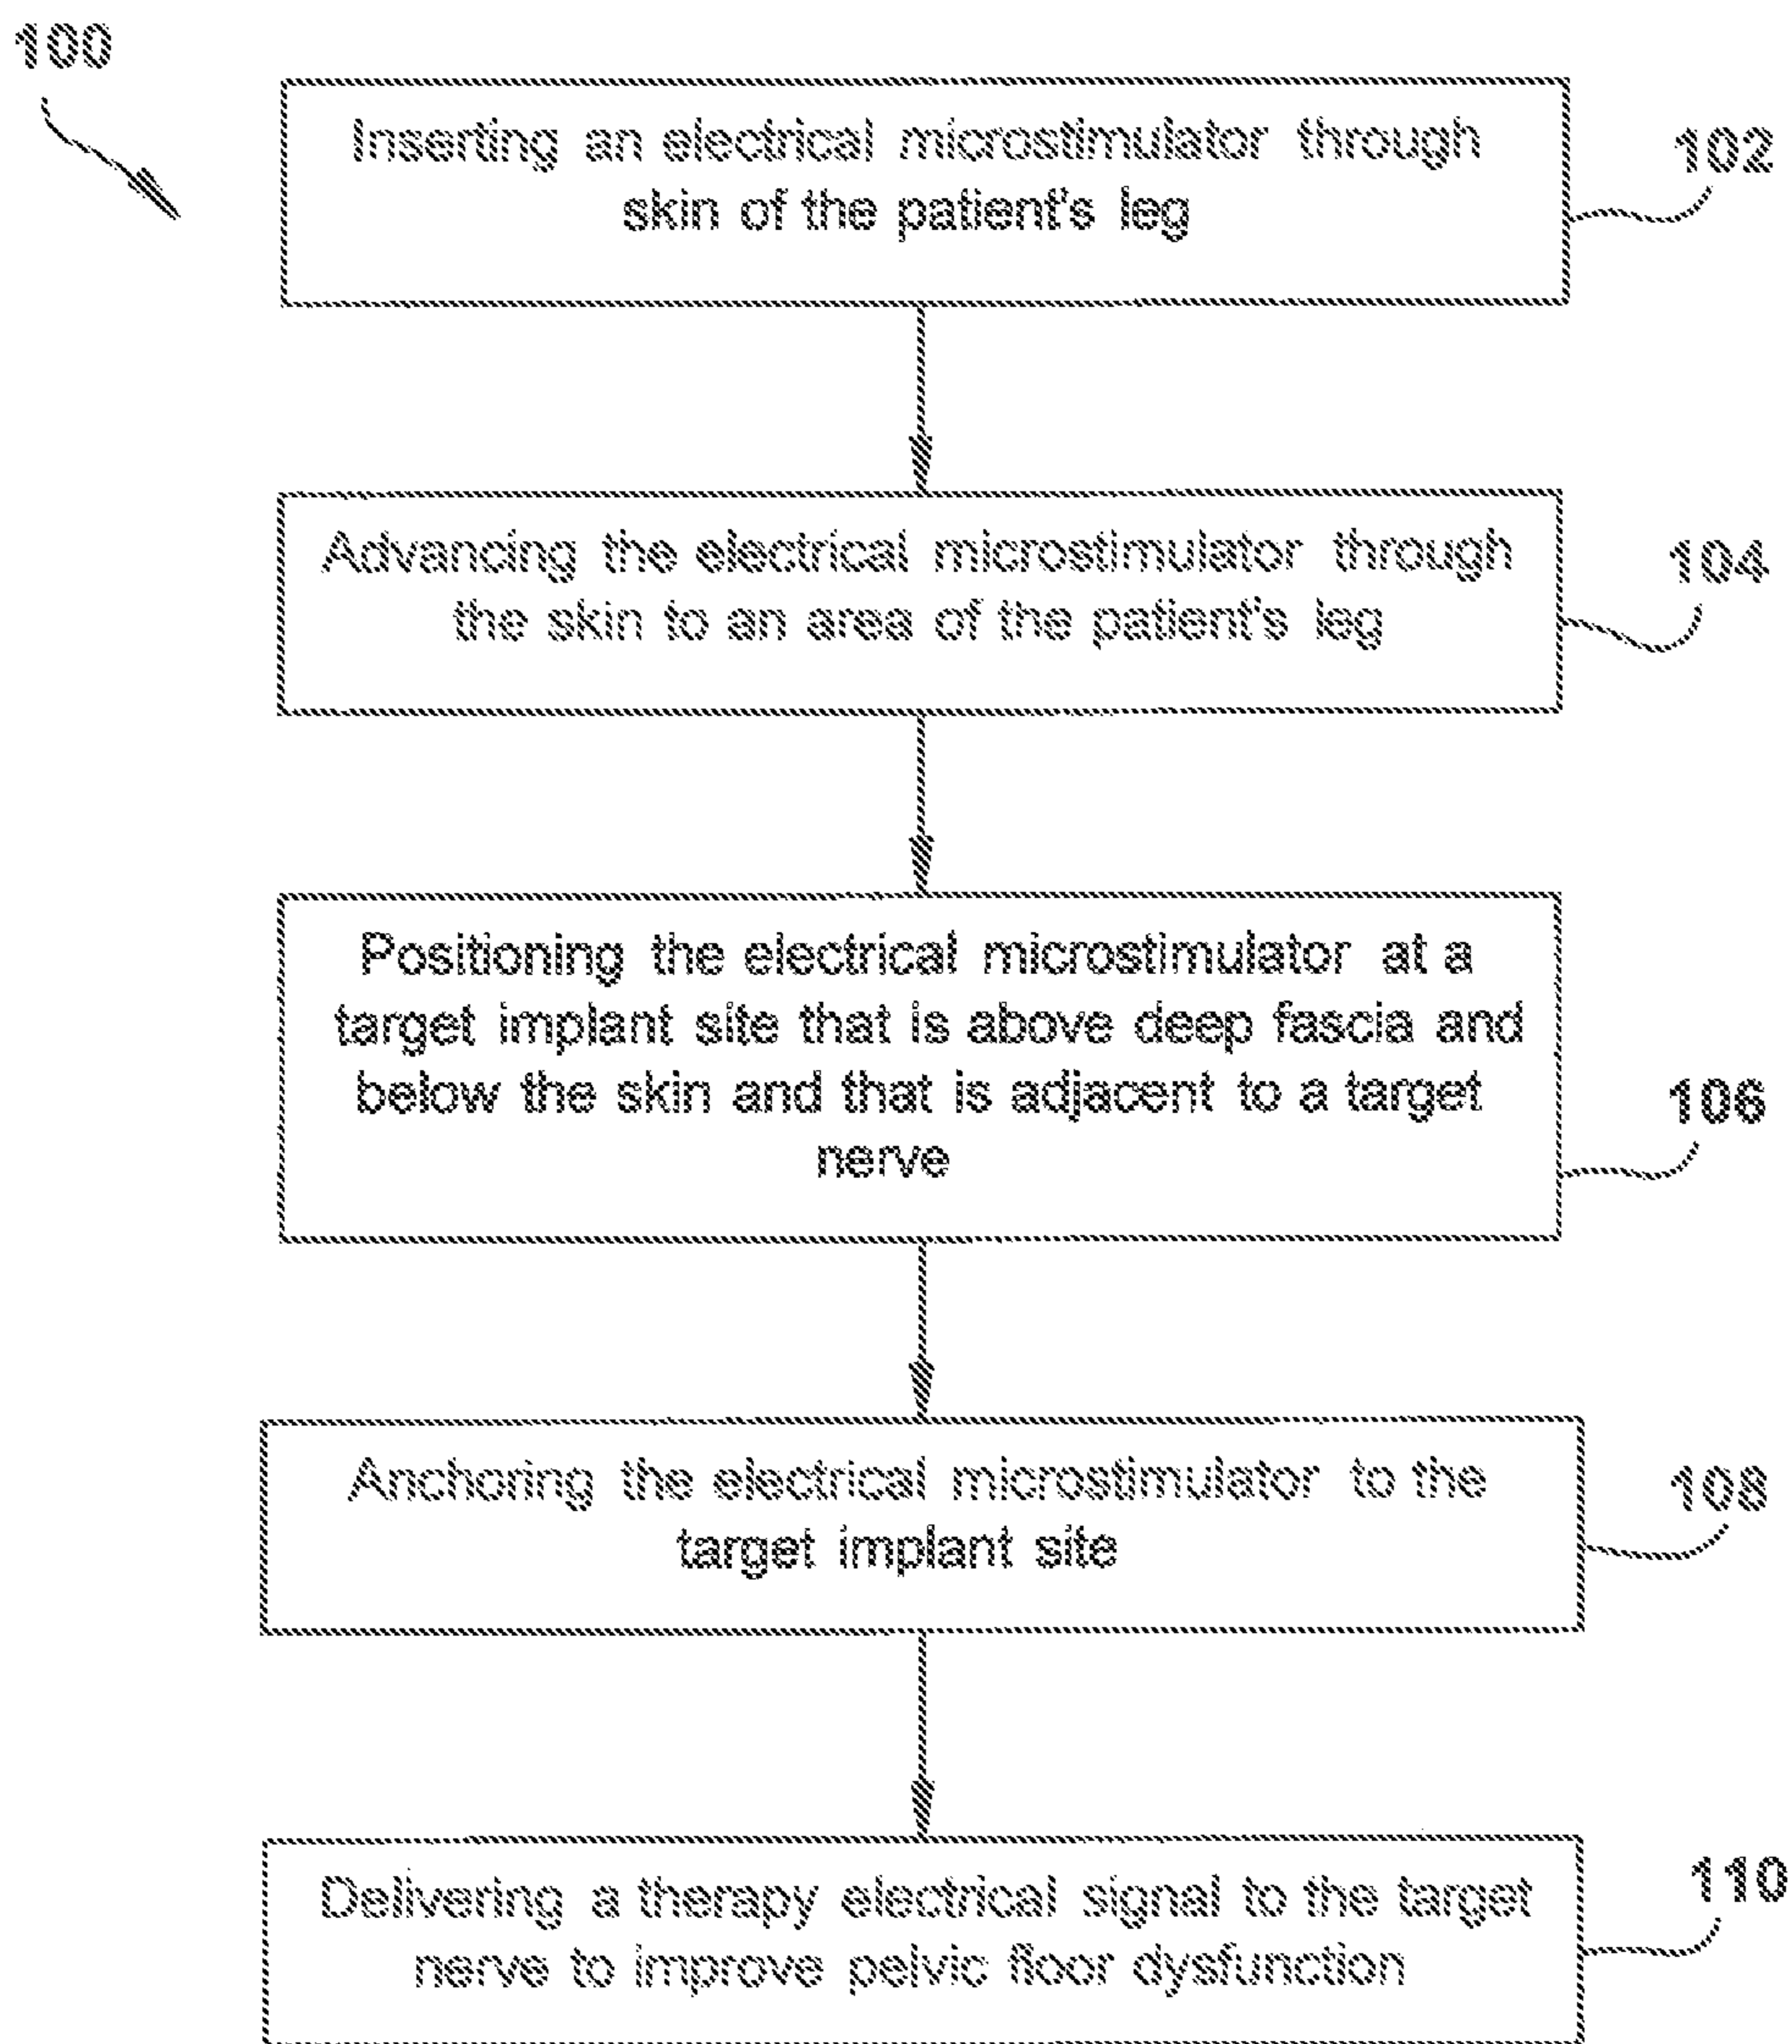 100
Inserting an electrical microstimulator through
skin of the patient's leg
102
Advancing the electrical microstimulator through
the skin to an area of the patient's leg
104
Positioning the electrical microstimulator at a
target implant site that is above deep fascia and
below the skin and that is adjacent to a target
nerve
106
Anchoring the electrical microstimulator to the
target implant site
108
Delivering a therapy electrical signal to the target
nerve to improve pelvic floor dysfunction
110